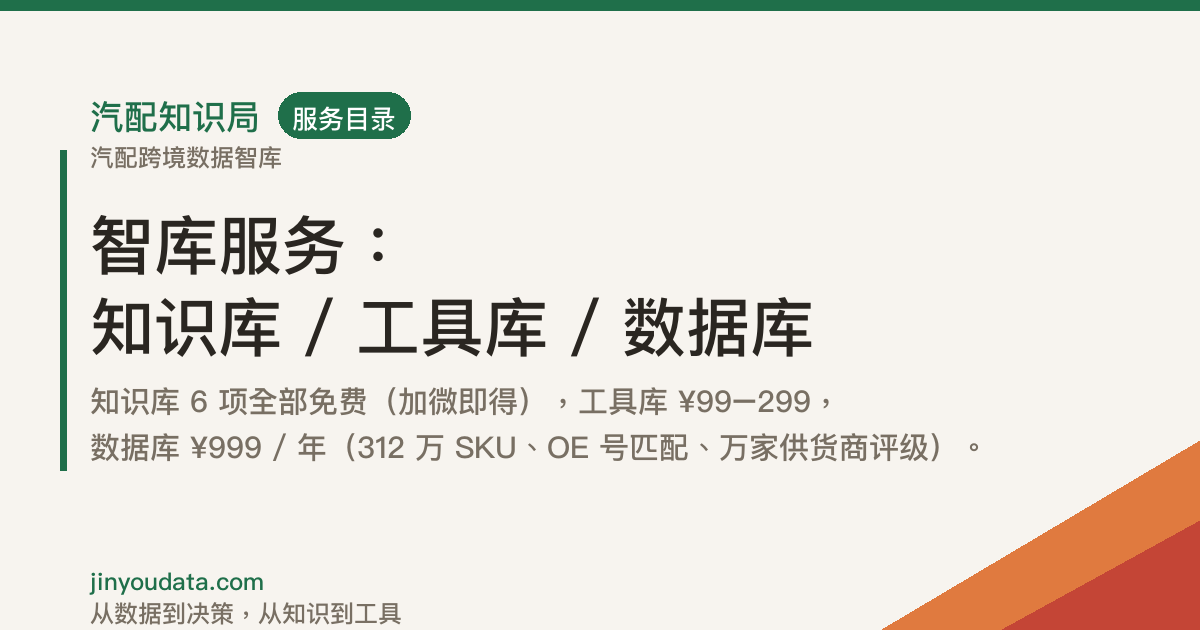 汽配知识局
服务目录
汽配跨境数据智库
智库服务：
知识库 / 工具库 / 数据库
知识库 6 项全部免费（加微即得），工具库 ¥99—299，
数据库 ¥999 / 年（312 万 SKU、OE 号匹配、万家供货商评级）。
jinyoudata.com
从数据到决策，从知识到工具